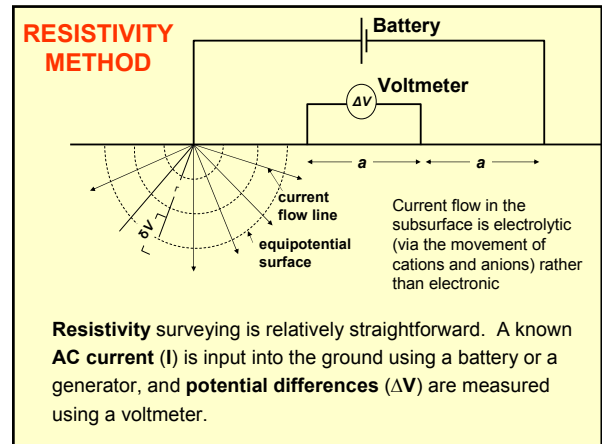 RESISTIVITY
METHOD
Battery
Voltmeter
ΔV
a
a
δV
current
flow line
equipotential
surface
Current flow in the
subsurface is electrolytic
(via the movement of
cations and anions) rather
than electronic
Resistivity surveying is relatively straightforward. A known
AC current (I) is input into the ground using a battery or a
generator, and potential differences (ΔV) are measured
using a voltmeter.